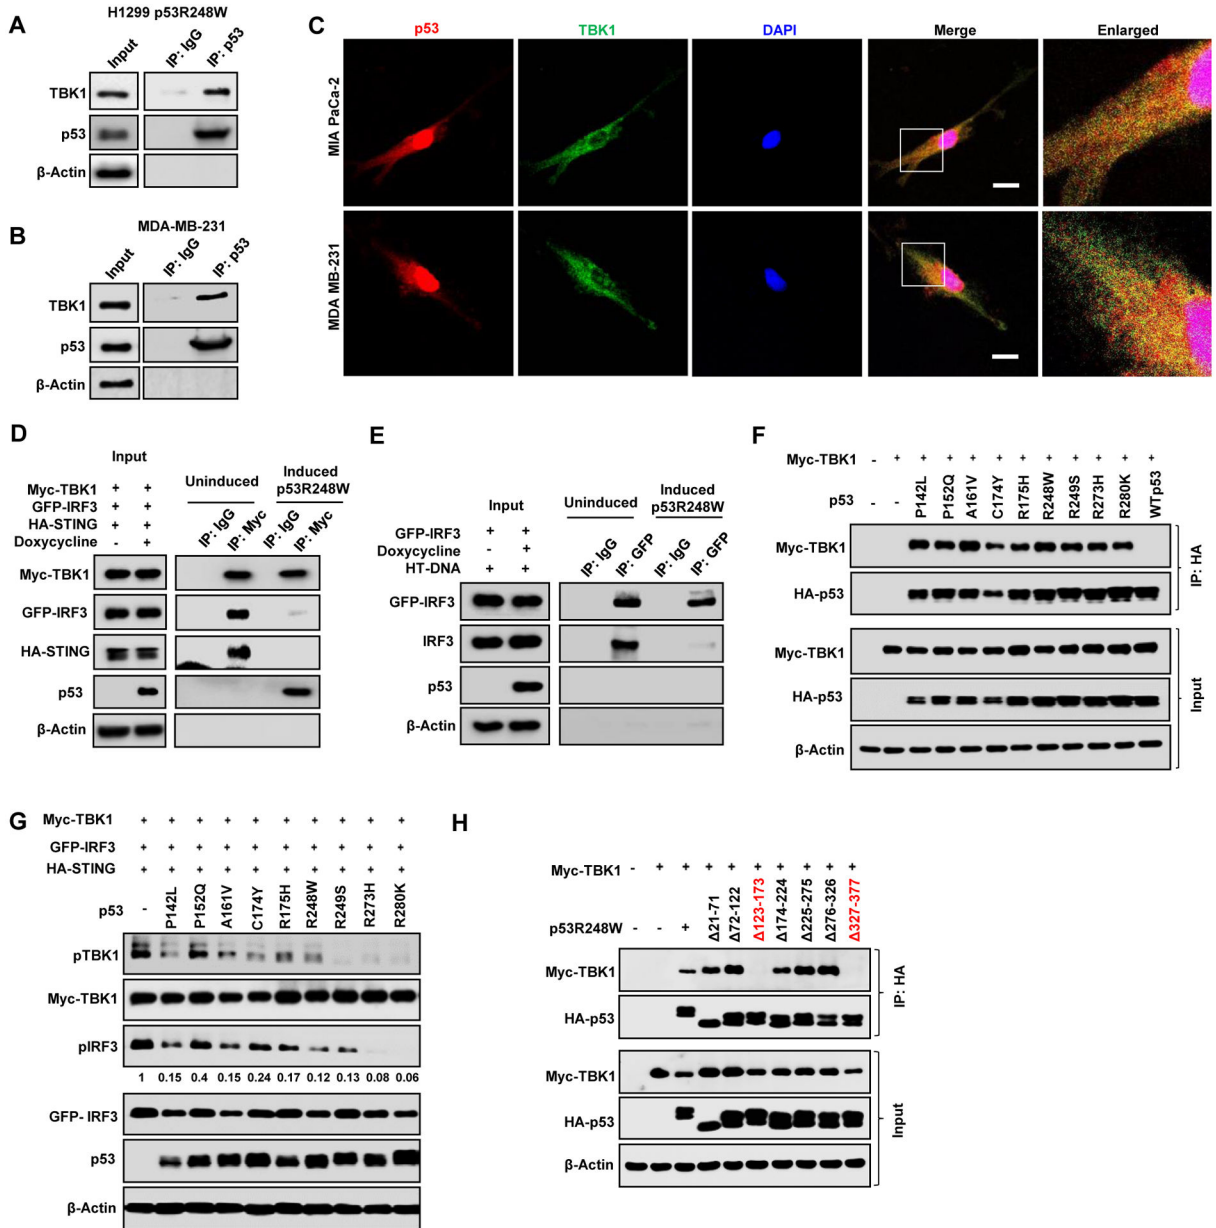 A
H1299 p53R248W
Input
IP: IgG
IP: p53
TBK1
p53
β-Actin
B
MDA-MB-231
Input
IP: IgG
IP: p53
TBK1
p53
β-Actin
C
p53 TBK1 DAPI Merge Enlarged
MIA PaCa-2
MDA MB-231
D
Input
Uninduced
Induced
p53R248W
Myc-TBK1 + +
GFP-IRF3 + +
HA-STING + +
Doxycycline - +
IP: IgG
IP: Myc
IP: IgG
IP: Myc
Myc-TBK1
GFP-IRF3
HA-STING
p53
β-Actin
E
Input
Uninduced
Induced
p53R248W
GFP-IRF3 + +
Doxycycline - +
HT-DNA + +
IP: IgG
IP: GFP
IP: IgG
IP: GFP
GFP-IRF3
IRF3
p53
β-Actin
F
Myc-TBK1 - + + + + + + + + + + +
p53 - - P142L P152Q A161V C174Y R175H R248W R249S R273H R280K WTp53
Myc-TBK1
HA-p53
IP: HA
Myc-TBK1
HA-p53
β-Actin
Input
G
Myc-TBK1 + + + + + + + + + +
GFP-IRF3 + + + + + + + + + +
HA-STING + + + + + + + + + +
p53 - P142L P152Q A161V C174Y R175H R248W R249S R273H R280K
pTBK1
Myc-TBK1
pIRF3
1 0.15 0.4 0.15 0.24 0.17 0.12 0.13 0.08 0.06
GFP- IRF3
p53
β-Actin
H
Myc-TBK1 - + + + + + + + + +
p53R248W - - + Δ21-71 Δ72-122 Δ123-173 Δ174-224 Δ225-275 Δ276-326 Δ327-377
Myc-TBK1
HA-p53
IP: HA
Myc-TBK1
HA-p53
β-Actin
Input